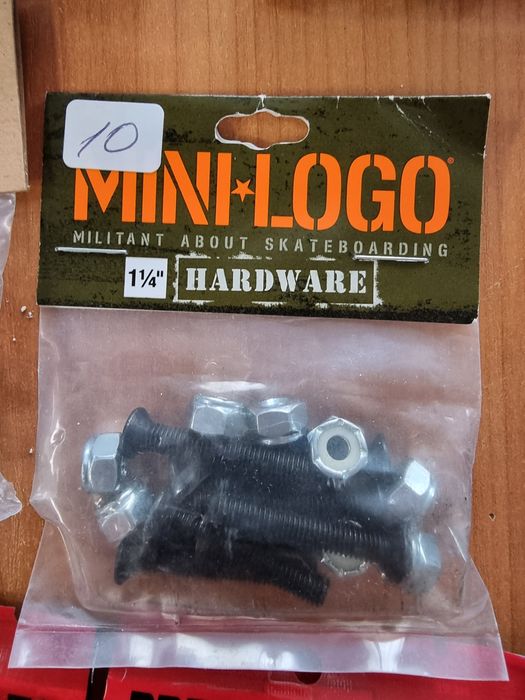 10
MINI★LOGO®
MILITANT ABOUT SKATEBOARDING
1¼"
HARDWARE